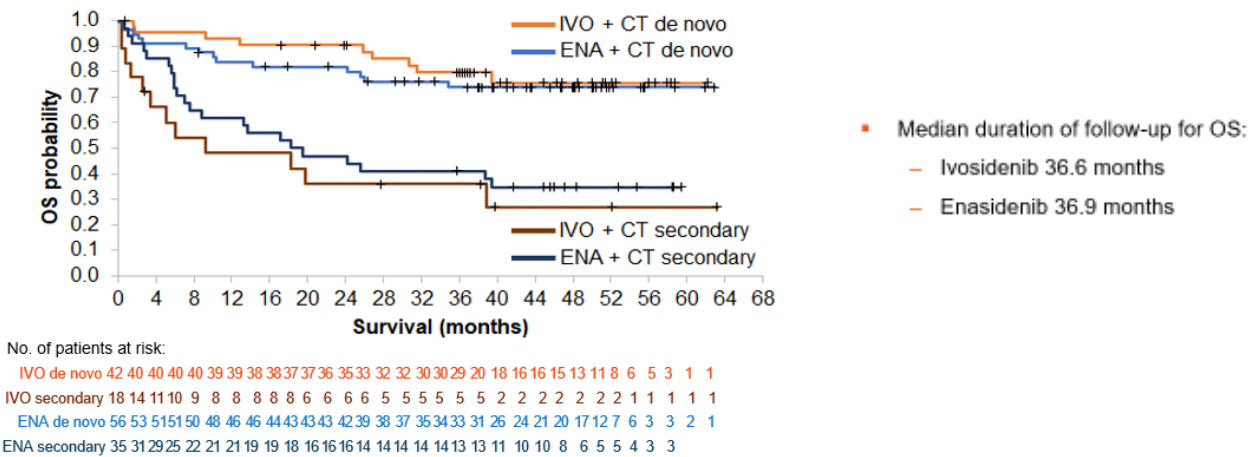 1.0
0.9
0.8
0.7
0.6
0.5
0.4
0.3
0.2
0.1
0.0
OS probability
IVO + CT de novo
ENA + CT de novo
IVO + CT secondary
ENA + CT secondary
0 4 8 12 16 20 24 28 32 36 40 44 48 52 56 60 64 68
Survival (months)
▪ Median duration of follow-up for OS:
– Ivosidenib 36.6 months
– Enasidenib 36.9 months
No. of patients at risk:
IVO de novo 42 40 40 40 40 39 39 38 38 37 37 36 35 33 32 32 30 30 29 20 18 16 16 15 13 11 8 6 5 3 1 1
IVO secondary 18 14 11 10 9 8 8 8 8 8 6 6 6 6 5 5 5 5 5 5 2 2 2 2 2 2 2 1 1 1 1 1
ENA de novo 56 53 51 51 50 48 46 46 44 43 43 43 42 39 38 37 35 34 33 31 26 24 21 20 17 12 7 6 3 3 2 1
ENA secondary 35 31 29 25 22 21 21 19 19 18 16 16 16 14 14 14 14 14 13 13 11 10 10 8 6 5 5 4 3 3